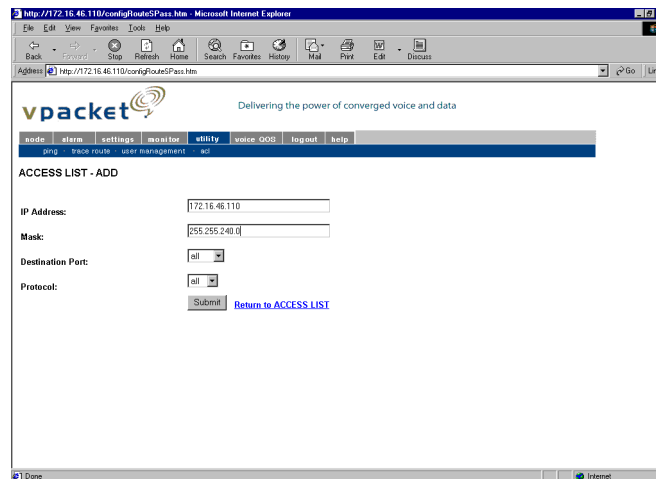 http://172.16.46.110/configRouteSPass.htm - Microsoft Internet Explorer
File Edit View Favorites Tools Help
Back Forward Stop Refresh Home Search Favorites History Mail Print Edit Discuss
Address http://172.16.46.110/configRouteSPass.htm Go Lin
vpacket Delivering the power of converged voice and data
node alarm settings monitor utility voice QOS logout help
ping · trace route · user management · acl
ACCESS LIST - ADD
IP Address: 172.16.46.110
Mask: 255.255.240.0
Destination Port: all
Protocol: all
Submit Return to ACCESS LIST
Done Internet